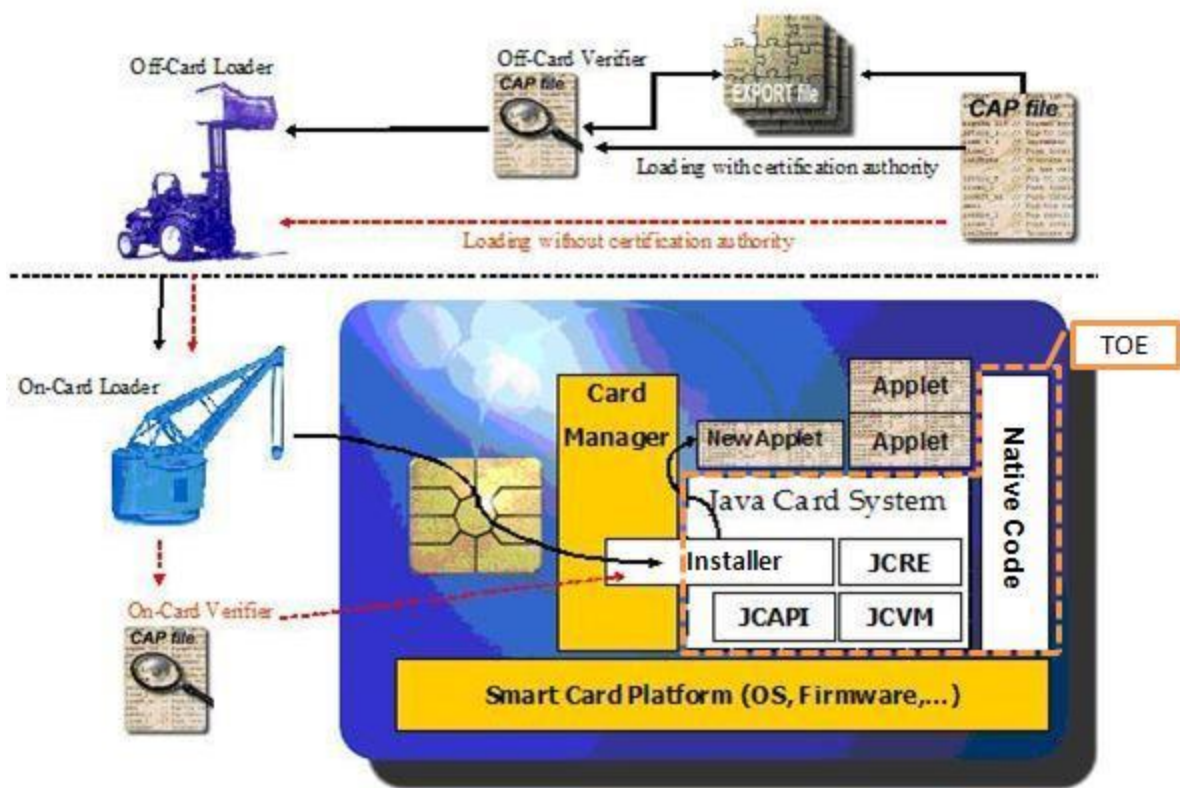 Off-Card Loader
Off-Card Verifier
CAP file
EXPORT file
CAP file
Loading with certification authority
Loading without certification authority
On-Card Loader
TOE
Card
Manager
Applet
Applet
New Applet
Native Code
Java Card System
Installer
JCRE
JCAPI
JCVM
On-Card Verifier
CAP file
Smart Card Platform (OS, Firmware,...)